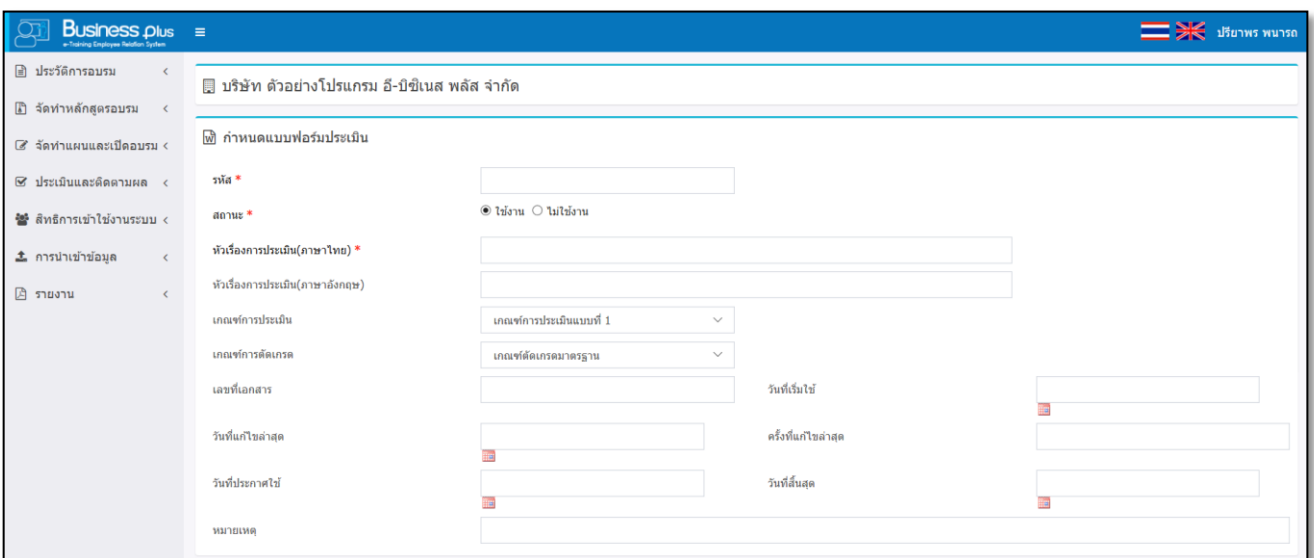 Business plus
e-Training Employee Relation System
ปรียาพร พนารถ
ประวัติการอบรม
จัดทำหลักสูตรอบรม
จัดทำแผนและเปิดอบรม
ประเมินและติดตามผล
สิทธิการเข้าใช้งานระบบ
การนำเข้าข้อมูล
รายงาน
บริษัท ตัวอย่างโปรแกรม อี-บิซิเนส พลัส จำกัด
กำหนดแบบฟอร์มประเมิน
รหัส *
สถานะ * ใช้งาน ไม่ใช้งาน
หัวเรื่องการประเมิน(ภาษาไทย) *
หัวเรื่องการประเมิน(ภาษาอังกฤษ)
เกณฑ์การประเมิน เกณฑ์การประเมินแบบที่ 1
เกณฑ์การตัดเกรด เกณฑ์ตัดเกรดมาตรฐาน
เลขที่เอกสาร วันที่เริ่มใช้
วันที่แก้ไขล่าสุด ครั้งที่แก้ไขล่าสุด
วันที่ประกาศใช้ วันที่สิ้นสุด
หมายเหตุ